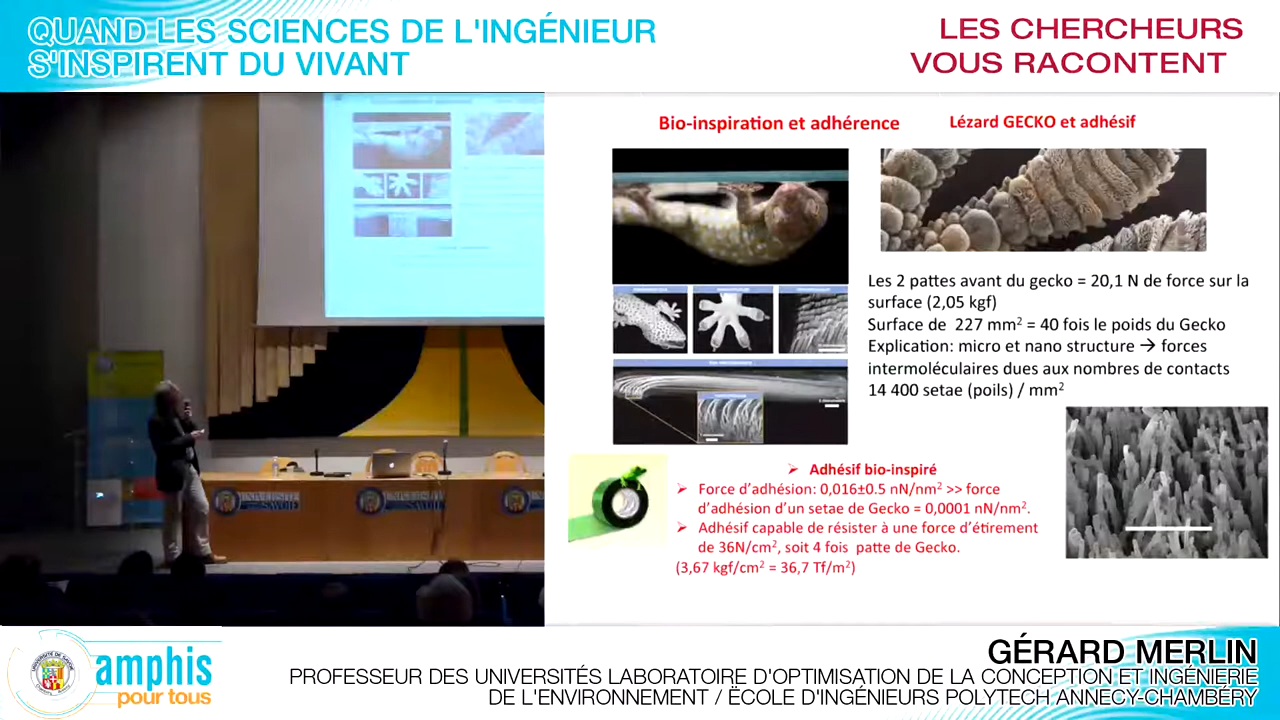 QUAND LES SCIENCES DE L'INGÉNIEUR
S'INSPIRENT DU VIVANT
LES CHERCHEURS
VOUS RACONTENT
Bio-inspiration et adhérence
Lézard GECKO et adhésif
Les 2 pattes avant du gecko = 20,1 N de force sur la
surface (2,05 kgf)
Surface de 227 mm² = 40 fois le poids du Gecko
Explication: micro et nano structure → forces
intermoléculaires dues aux nombres de contacts
14 400 setae (poils) / mm²
➢ Adhésif bio-inspiré
➢ Force d'adhésion: 0,016±0.5 nN/nm² >> force
d'adhésion d'un setae de Gecko = 0,0001 nN/nm².
➢ Adhésif capable de résister à une force d'étirement
de 36N/cm², soit 4 fois patte de Gecko.
(3,67 kgf/cm² = 36,7 Tf/m²)
UNIVERSITÉ
SAVOIE
UNIVERSITÉ
SAVOIE
amphis
pour tous
GÉRARD MERLIN
PROFESSEUR DES UNIVERSITÉS LABORATOIRE D'OPTIMISATION DE LA CONCEPTION ET INGÉNIERIE
DE L'ENVIRONNEMENT / ËCOLE D'INGÉNIEURS POLYTECH ANNECY-CHAMBÉRY